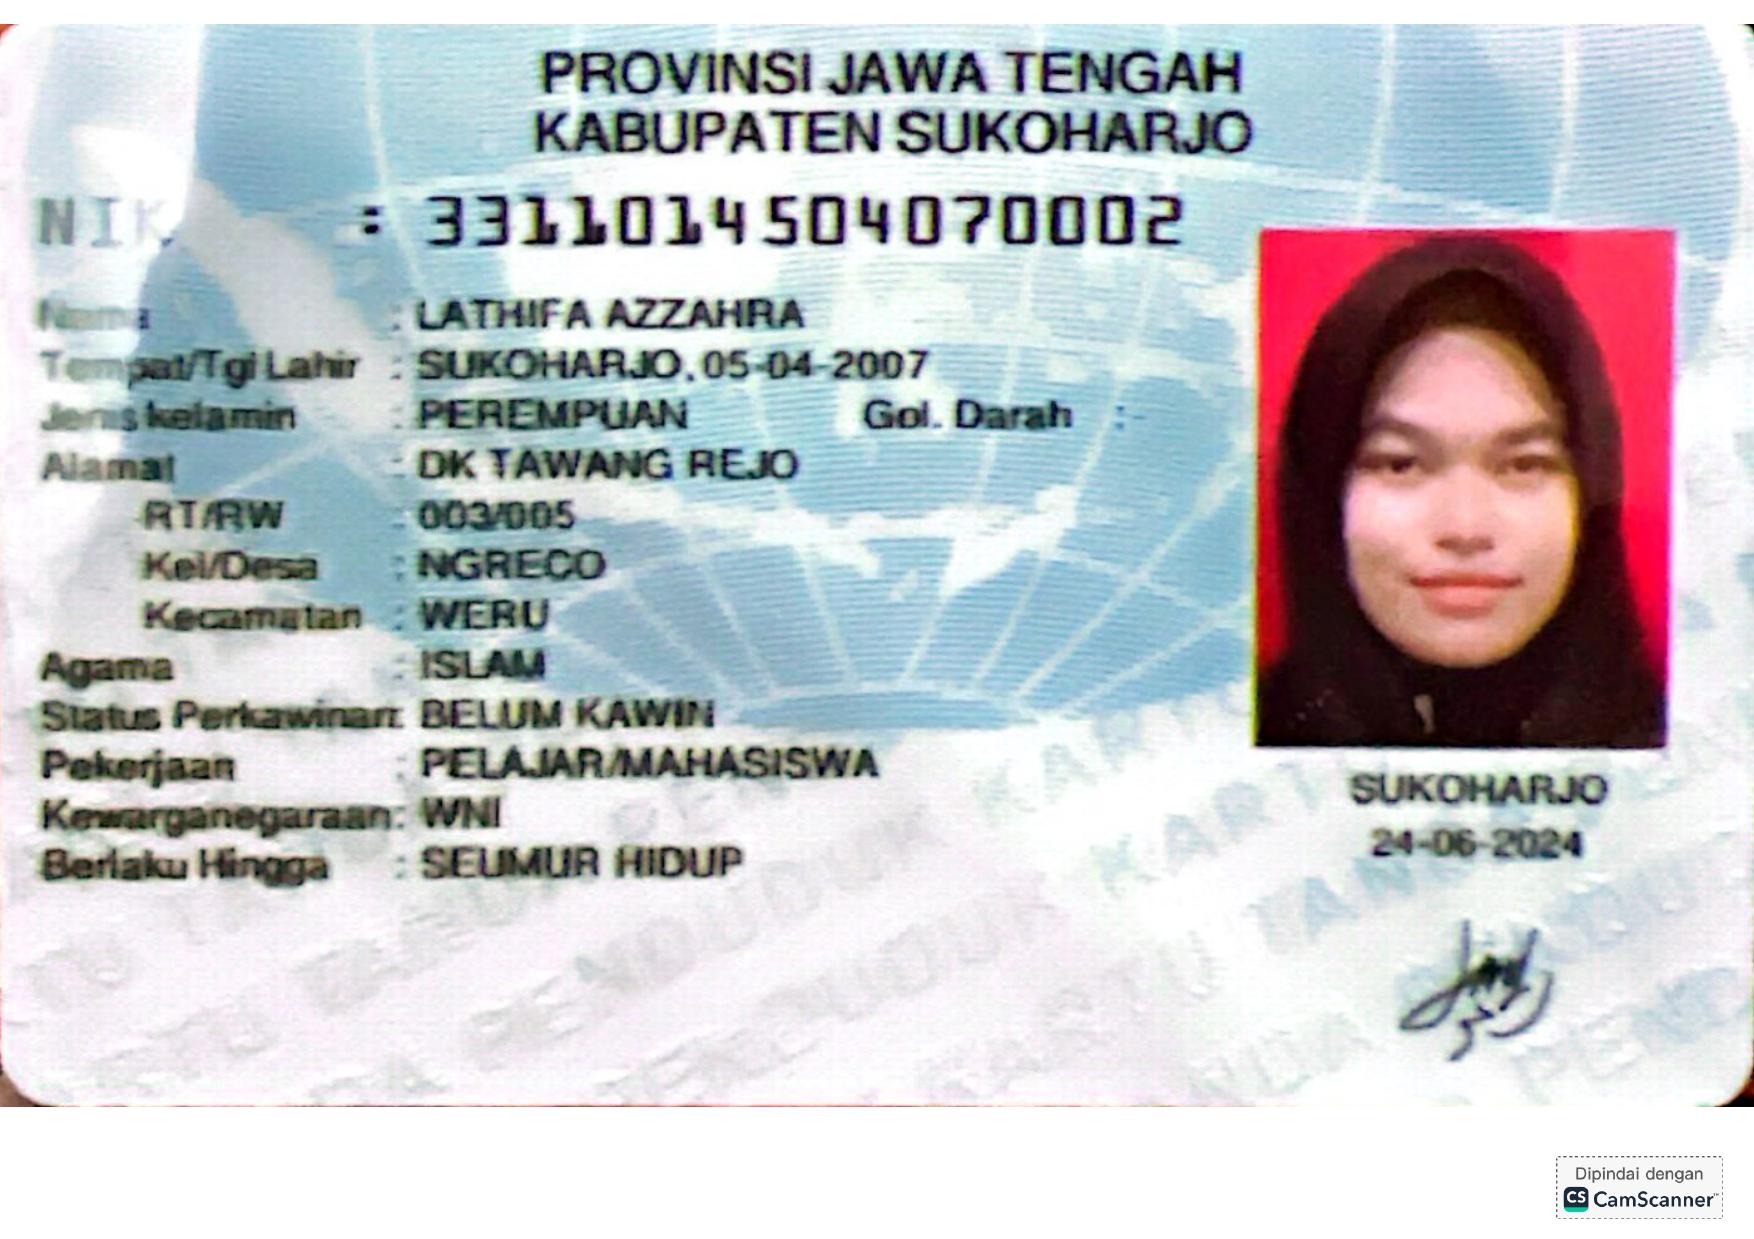 PROVINSI JAWA TENGAH
KABUPATEN SUKOHARJO
NIK : 3311014504070002
Nama : LATHIFA AZZAHRA
Tempat/Tgl Lahir : SUKOHARJO, 05-04-2007
Jenis kelamin : PEREMPUAN Gol. Darah : -
Alamat : DK TAWANG REJO
RT/RW : 003/005
Kel/Desa : NGRECO
Kecamatan : WERU
Agama : ISLAM
Status Perkawinan: BELUM KAWIN
Pekerjaan : PELAJAR/MAHASISWA
Kewarganegaraan: WNI
Berlaku Hingga : SEUMUR HIDUP
SUKOHARJO
24-06-2024
Dipindai dengan
CS CamScanner